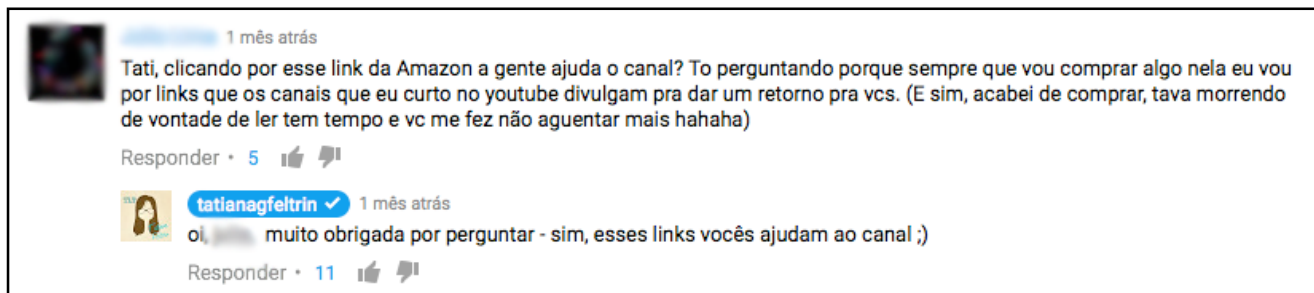 1 mês atrás
Tati, clicando por esse link da Amazon a gente ajuda o canal? To perguntando porque sempre que vou comprar algo nela eu vou
por links que os canais que eu curto no youtube divulgam pra dar um retorno pra vcs. (E sim, acabei de comprar, tava morrendo
de vontade de ler tem tempo e vc me fez não aguentar mais hahaha)
Responder • 5
tatianagfeltrin 1 mês atrás
oi, muito obrigada por perguntar - sim, esses links vocês ajudam ao canal ;)
Responder • 11